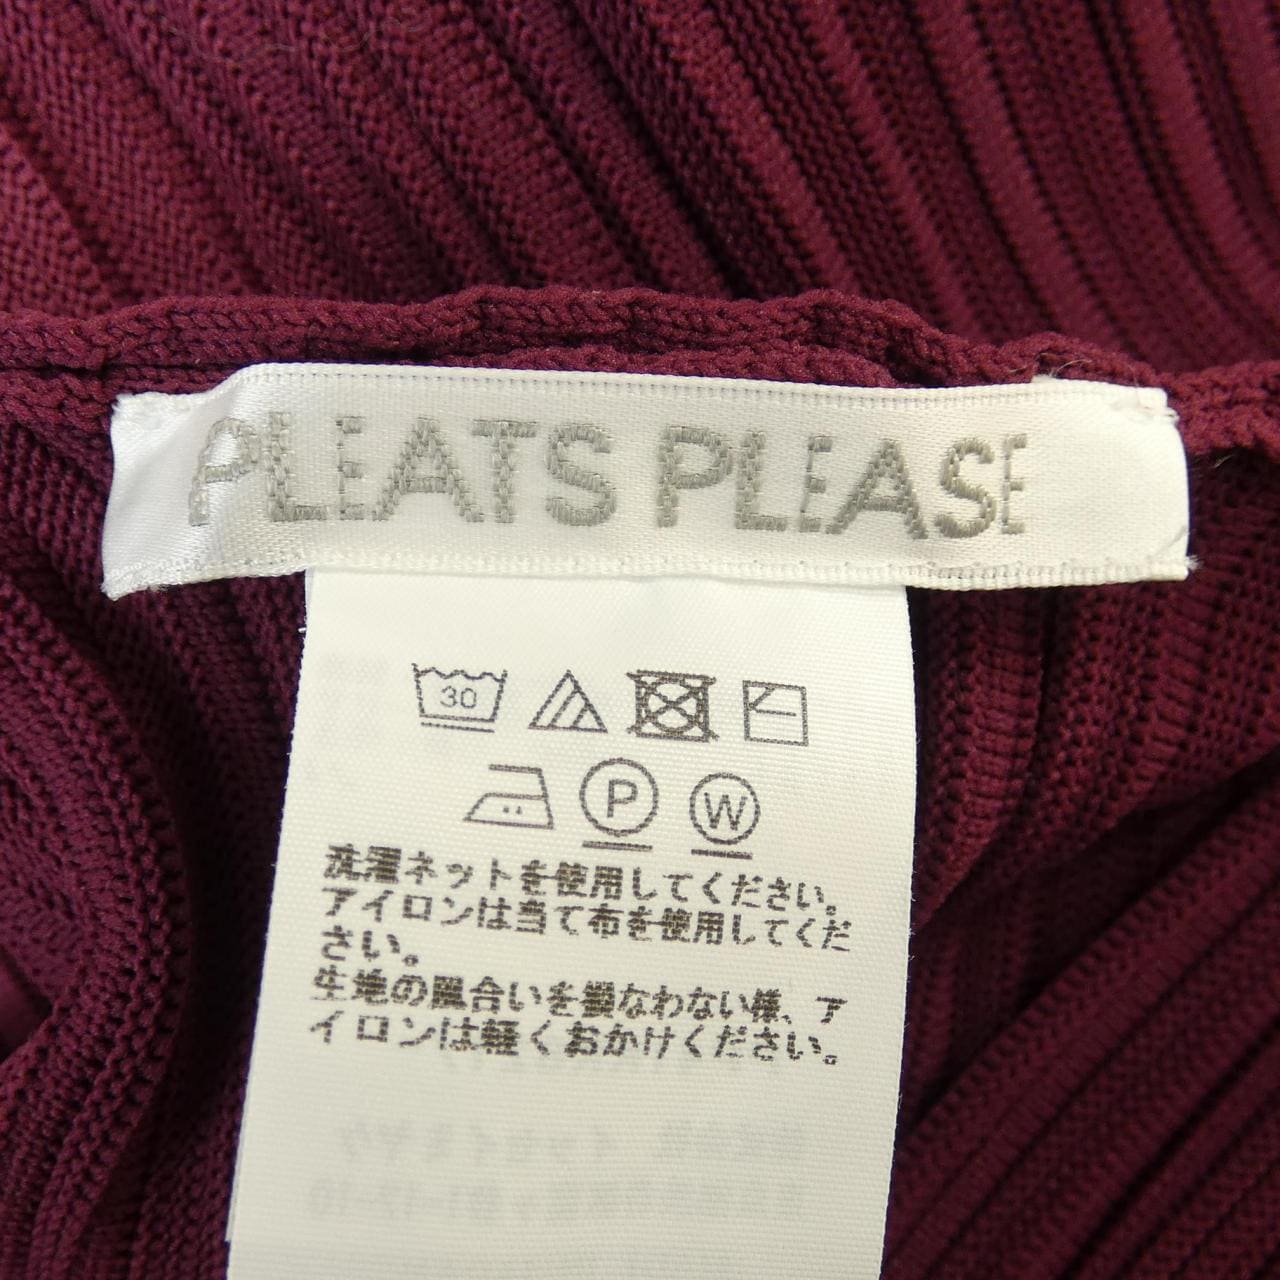 PLEATS PLEASE
30
P W
洗濯ネットを使用してください。
アイロンは当て布を使用してくだ
さい。
生地の風合いを損なわない様、ア
イロンは軽くおかけください。